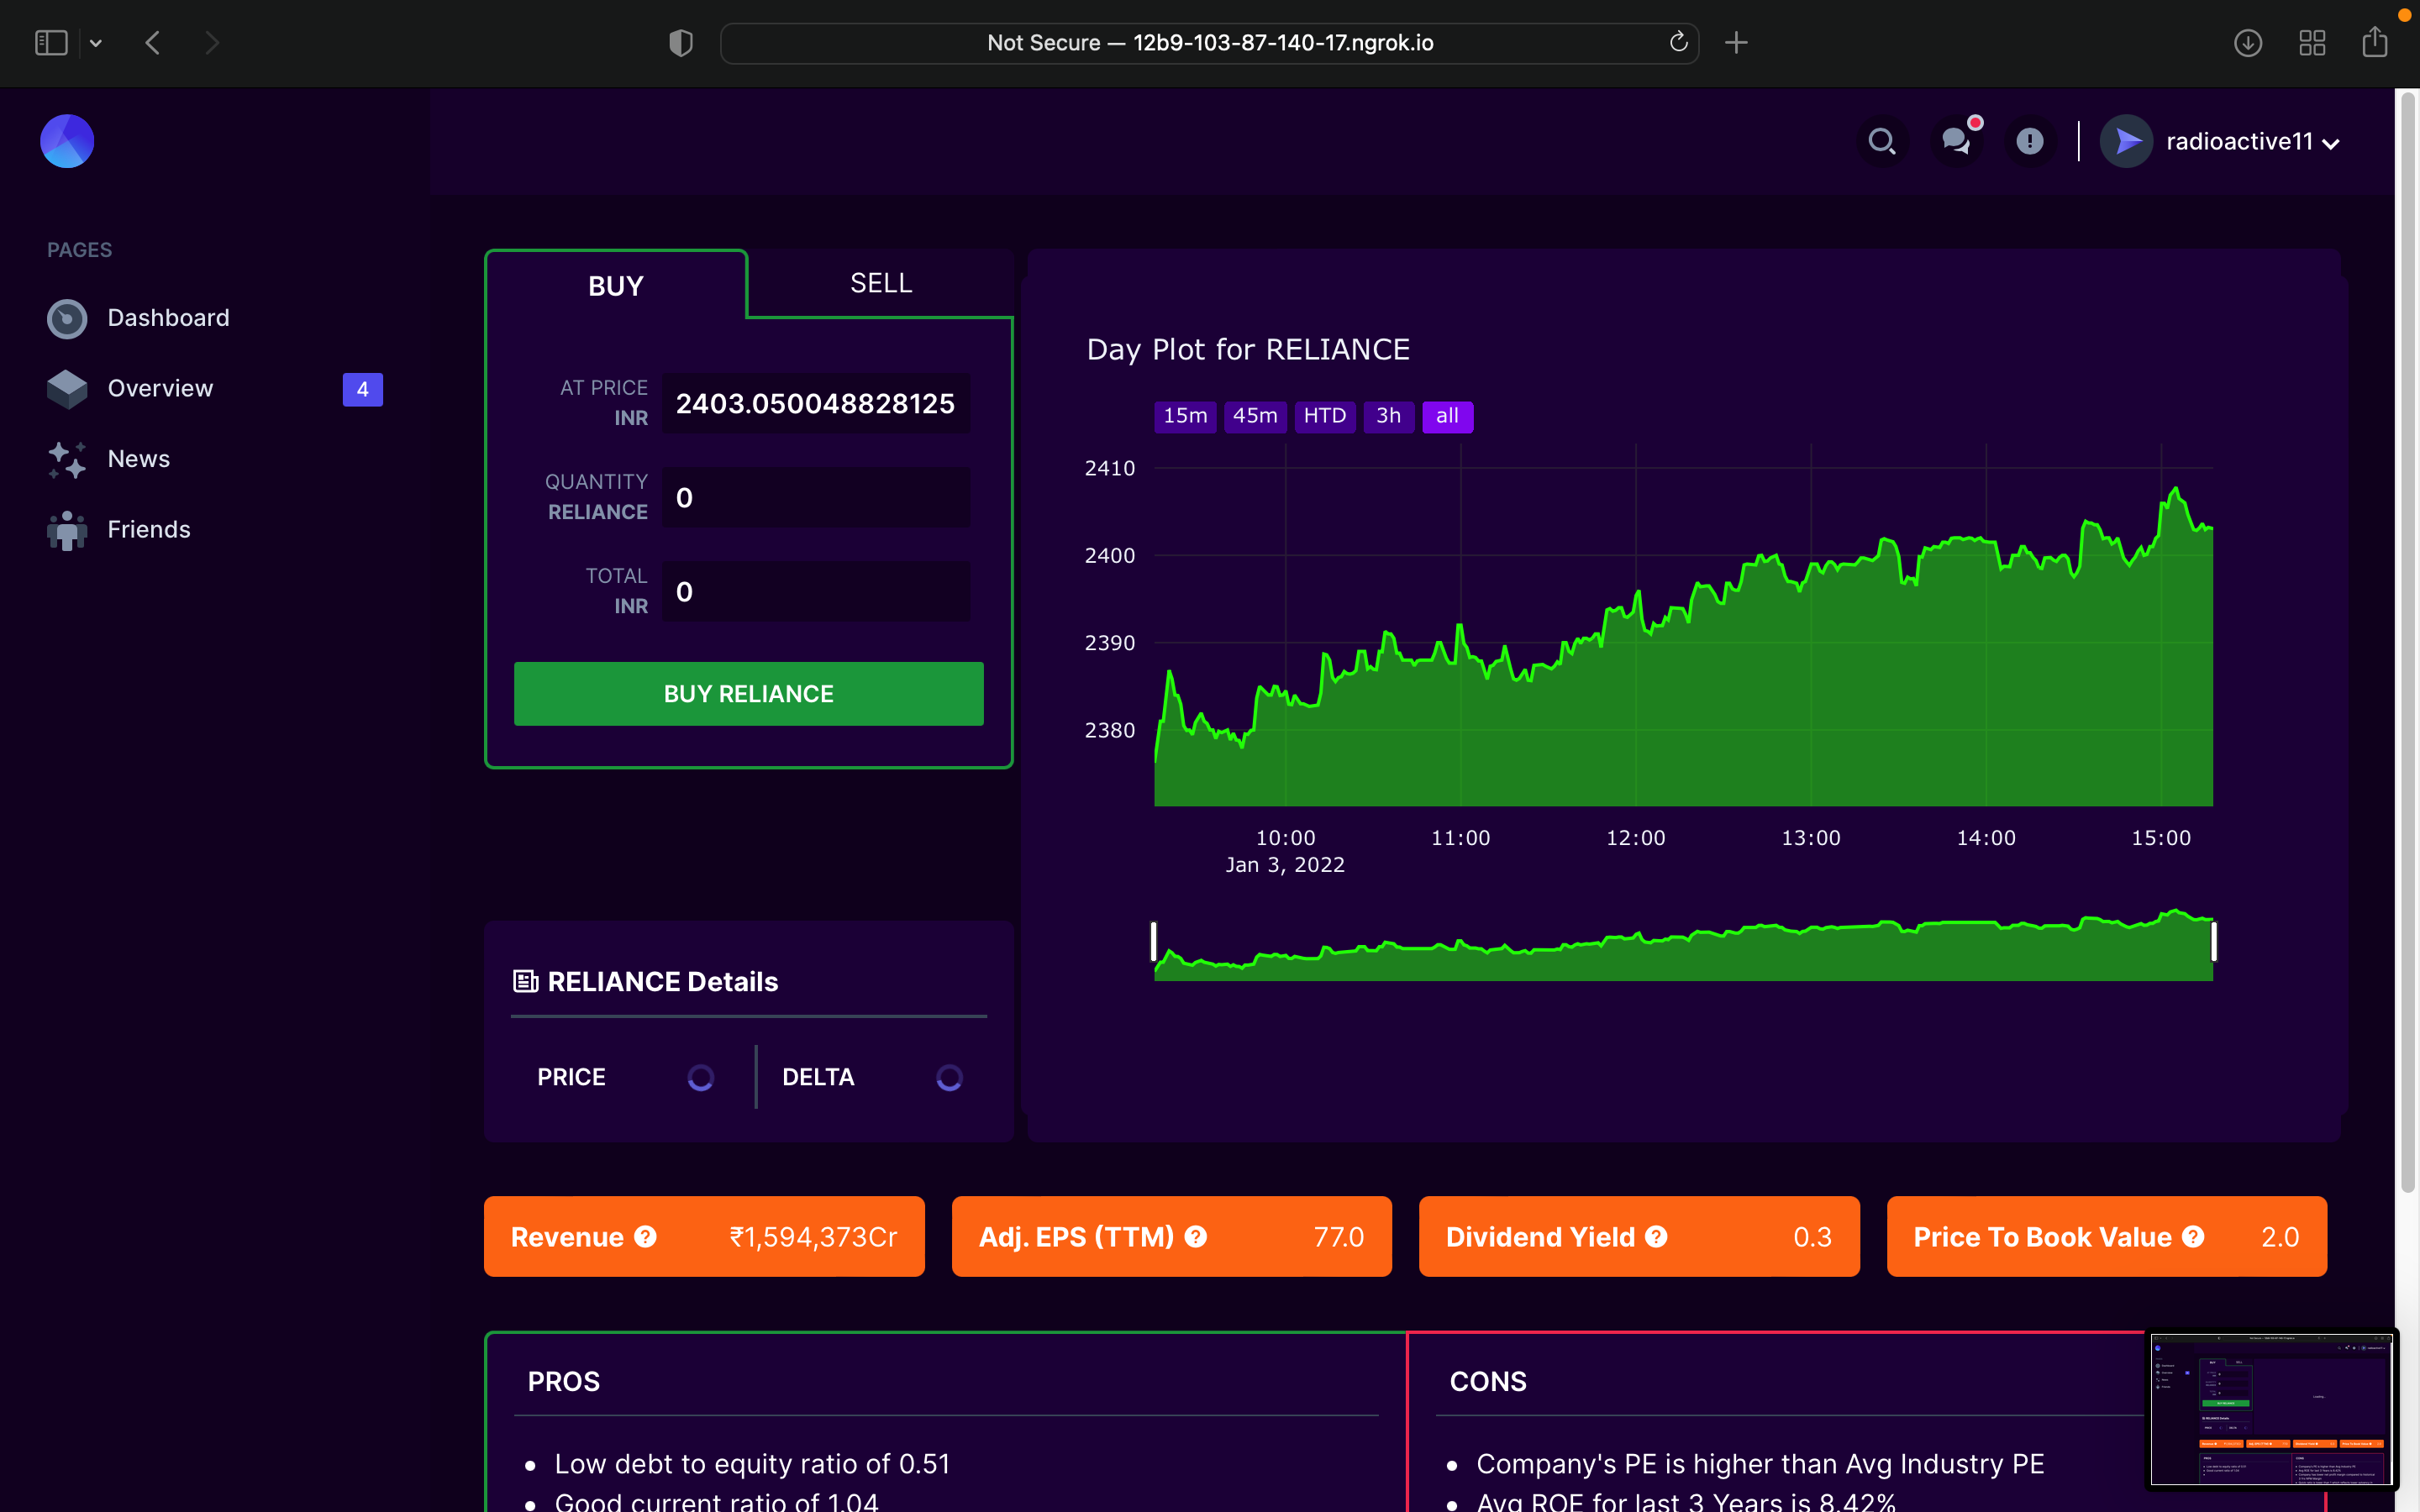 Not Secure — 12b9-103-87-140-17.ngrok.io
radioactive11
PAGES
Dashboard
Overview 4
News
Friends
BUY SELL
AT PRICE
INR
2403.050048828125
QUANTITY
RELIANCE
0
TOTAL
INR
0
BUY RELIANCE
Day Plot for RELIANCE
15m 45m HTD 3h all
2410
2400
2390
2380
10:00 11:00 12:00 13:00 14:00 15:00
Jan 3, 2022
RELIANCE Details
PRICE DELTA
Revenue ? ₹1,594,373Cr
Adj. EPS (TTM) ? 77.0
Dividend Yield ? 0.3
Price To Book Value ? 2.0
PROS
Low debt to equity ratio of 0.51
Good current ratio of 1.04
CONS
Company's PE is higher than Avg Industry PE
Avg ROE for last 3 Years is 8.42%